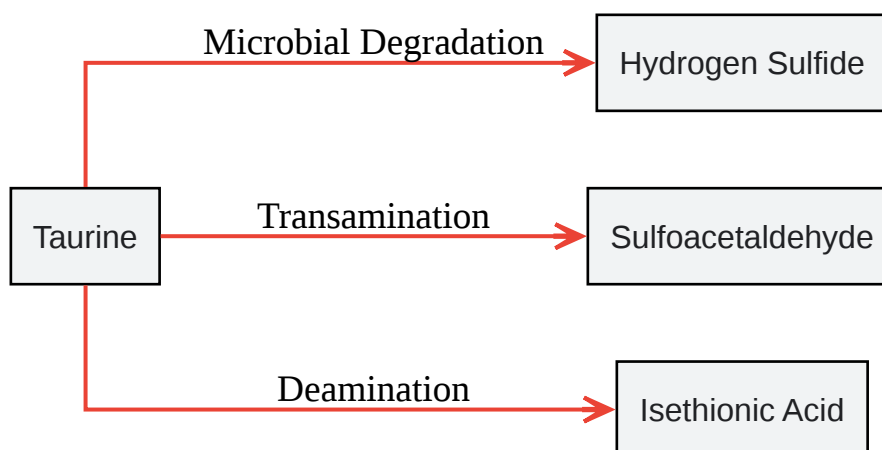 Microbial Degradation
Hydrogen Sulfide
Taurine
Transamination
Sulfoacetaldehyde
Deamination
Isethionic Acid